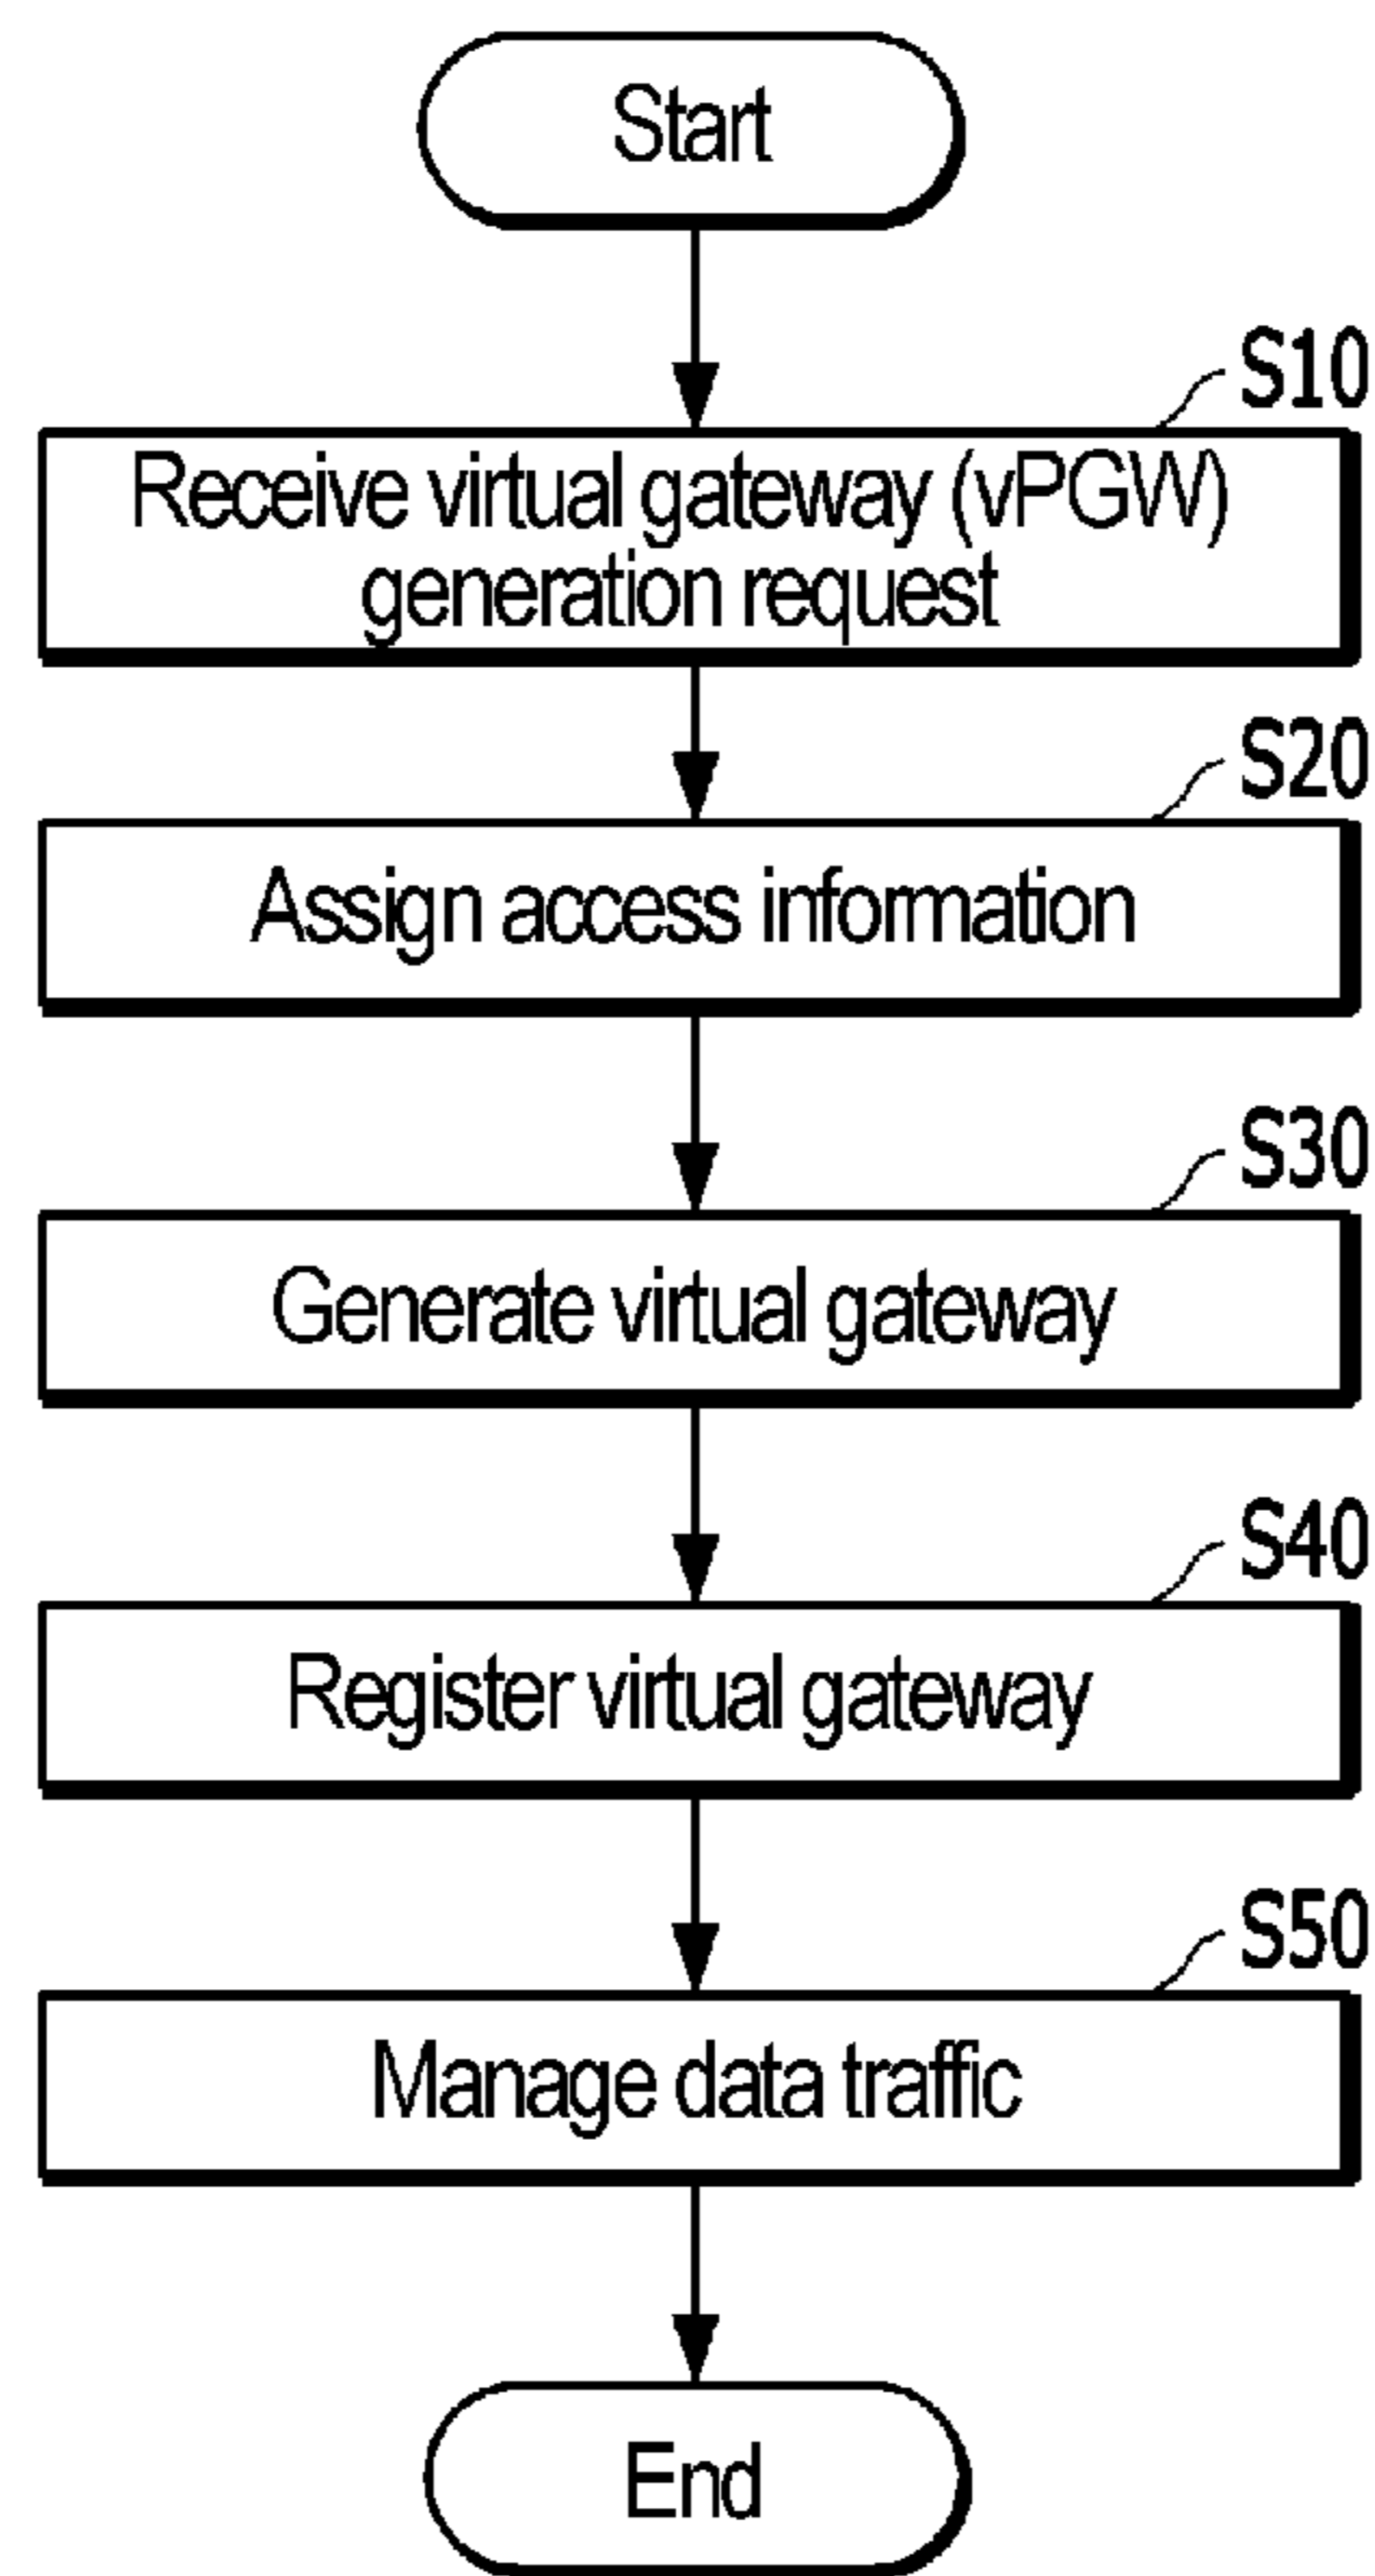 Start
S10
Receive virtual gateway (vPGW)
generation request
S20
Assign access information
S30
Generate virtual gateway
S40
Register virtual gateway
S50
Manage data traffic
End